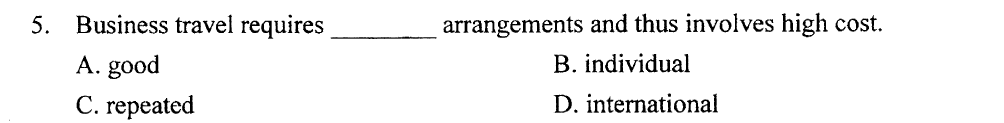 5. Business travel requires ________ arrangements and thus involves high cost.
A. good B. individual
C. repeated D. international